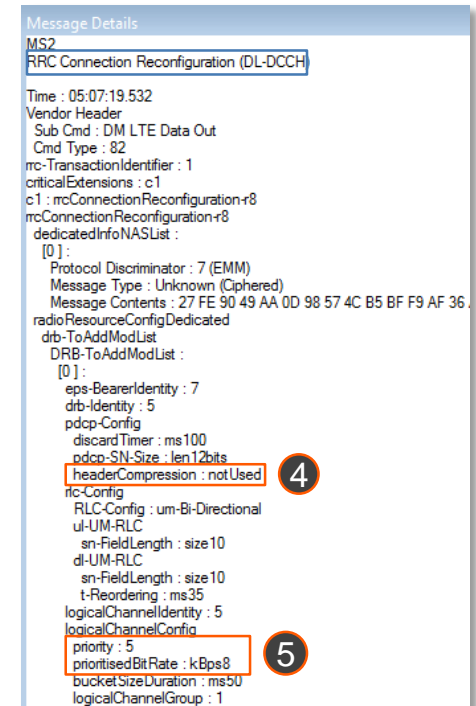 Message Details
MS2
RRC Connection Reconfiguration (DL-DCCH)
Time : 05:07:19.532
Vendor Header
Sub Cmd : DM LTE Data Out
Cmd Type : 82
rrc-TransactionIdentifier : 1
criticalExtensions : c1
c1 : rrcConnectionReconfiguration-r8
rrcConnectionReconfiguration-r8
dedicatedInfoNASList :
[0 ] :
Protocol Discriminator : 7 (EMM)
Message Type : Unknown (Ciphered)
Message Contents : 27 FE 90 49 AA 0D 98 57 4C B5 BF F9 AF 36
radioResourceConfigDedicated
drb-ToAddModList
DRB-ToAddModList :
[0 ] :
eps-BearerIdentity : 7
drb-Identity : 5
pdcp-Config
discardTimer : ms100
pdcp-SN-Size : len12bits
headerCompression : notUsed 4
rlc-Config
RLC-Config : um-Bi-Directional
ul-UM-RLC
sn-FieldLength : size10
dl-UM-RLC
sn-FieldLength : size10
t-Reordering : ms35
logicalChannelIdentity : 5
logicalChannelConfig
priority : 5
prioritisedBitRate : kBps8 5
bucketSizeDuration : ms50
logicalChannelGroup : 1